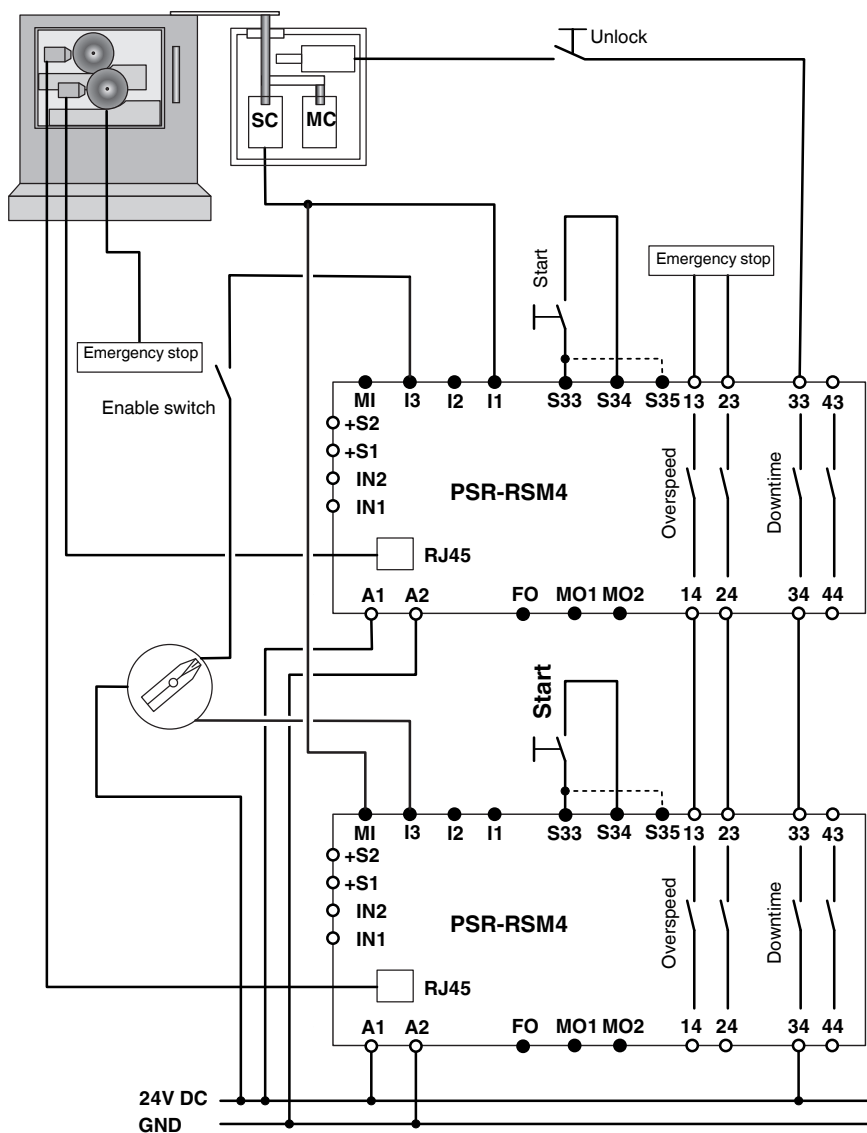 Unlock
SC MC
Start
Emergency stop
Emergency stop
Enable switch
MI I3 I2 I1 S33 S34 S35 13 23 33 43
+S2
+S1
IN2
IN1
PSR-RSM4
Overspeed
Downtime
RJ45
A1 A2 FO MO1 MO2 14 24 34 44
Start
MI I3 I2 I1 S33 S34 S35 13 23 33 43
+S2
+S1
IN2
IN1
PSR-RSM4
Overspeed
Downtime
RJ45
A1 A2 FO MO1 MO2 14 24 34 44
24V DC
GND